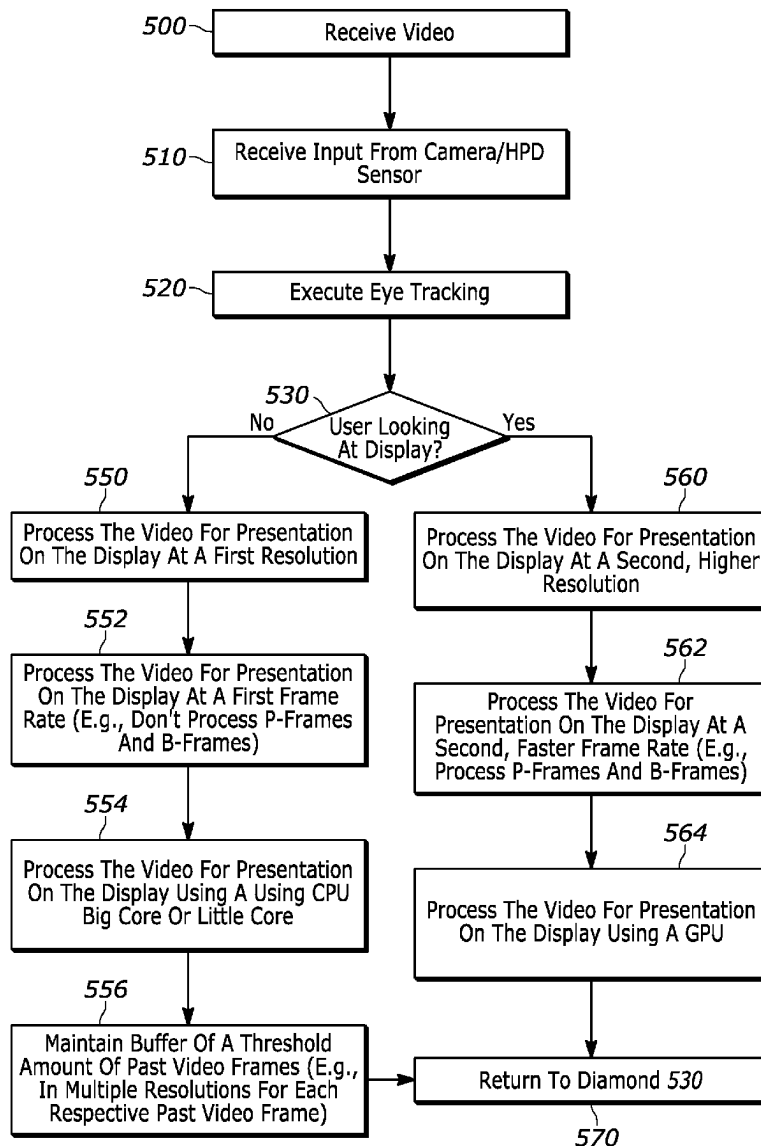 500
Receive Video
510
Receive Input From Camera/HPD
Sensor
520
Execute Eye Tracking
530
No
User Looking
At Display?
Yes
550
Process The Video For Presentation
On The Display At A First Resolution
552
Process The Video For Presentation
On The Display At A First Frame
Rate (E.g., Don't Process P-Frames
And B-Frames)
554
Process The Video For Presentation
On The Display Using A Using CPU
Big Core Or Little Core
556
Maintain Buffer Of A Threshold
Amount Of Past Video Frames (E.g.,
In Multiple Resolutions For Each
Respective Past Video Frame)
560
Process The Video For Presentation
On The Display At A Second, Higher
Resolution
562
Process The Video For
Presentation On The Display At A
Second, Faster Frame Rate (E.g.,
Process P-Frames And B-Frames)
564
Process The Video For Presentation
On The Display Using A GPU
Return To Diamond 530
570